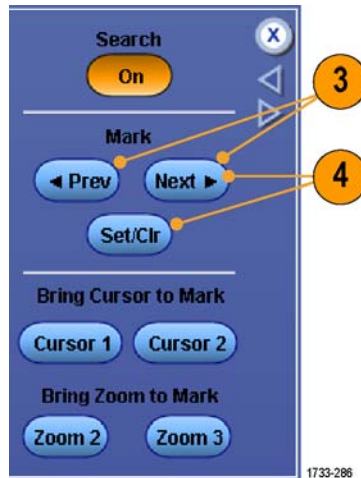 Search
X
On
3
Mark
◄ Prev Next ►
4
Set/Clr
Bring Cursor to Mark
Cursor 1 Cursor 2
Bring Zoom to Mark
Zoom 2 Zoom 3
1733-286